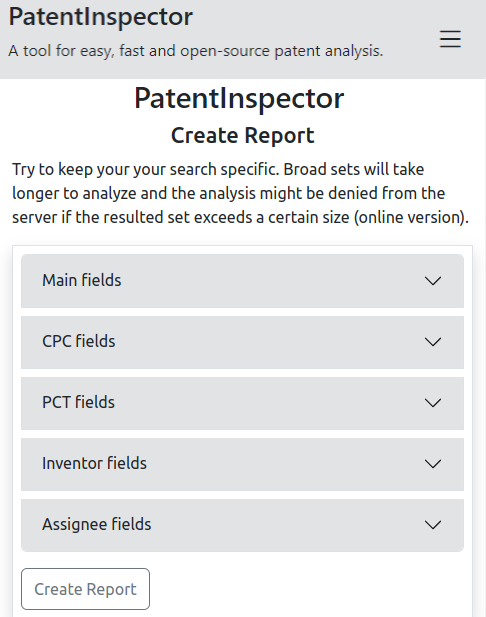 PatentInspector
A tool for easy, fast and open-source patent analysis.
PatentInspector
Create Report
Try to keep your your search specific. Broad sets will take
longer to analyze and the analysis might be denied from the
server if the resulted set exceeds a certain size (online version).
Main fields
CPC fields
PCT fields
Inventor fields
Assignee fields
Create Report